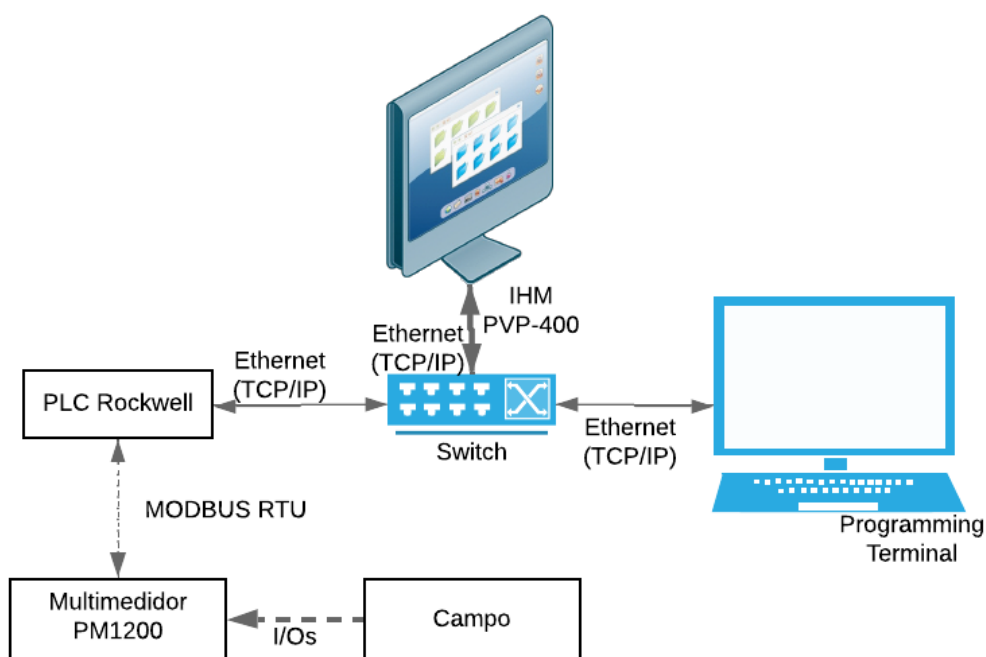 IHM
PVP-400
Ethernet
(TCP/IP)
Ethernet
(TCP/IP)
PLC Rockwell
Switch
Ethernet
(TCP/IP)
MODBUS RTU
Programming
Terminal
Multimedidor
PM1200
I/Os
Campo